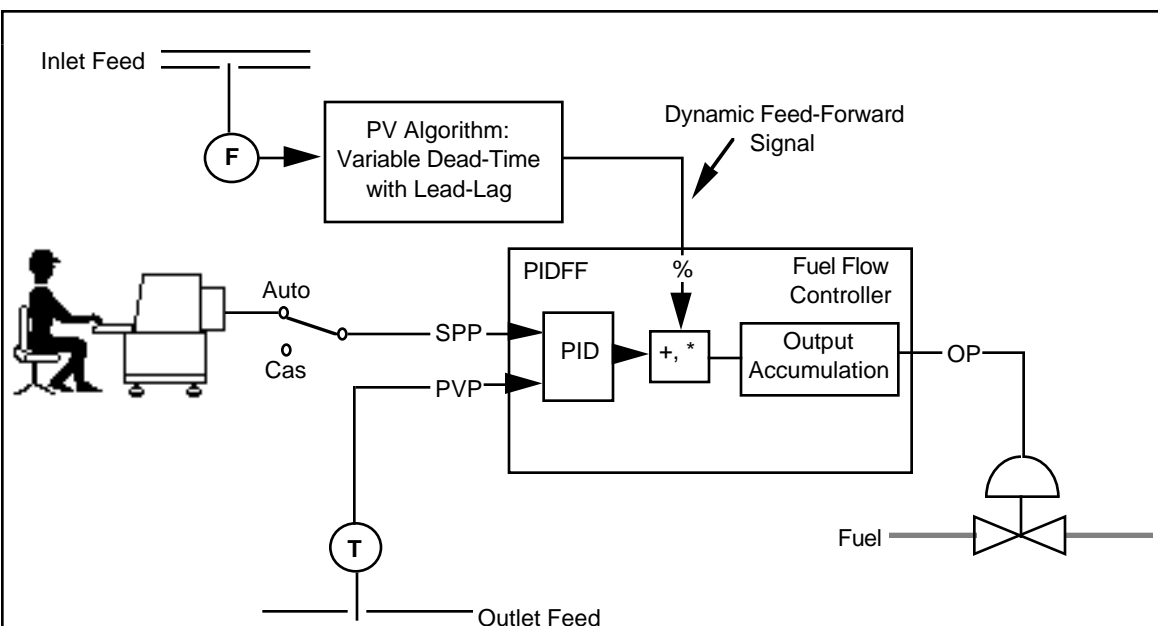 Inlet Feed
F
PV Algorithm:
Variable Dead-Time
with Lead-Lag
Dynamic Feed-Forward
Signal
PIDFF
%
Fuel Flow
Controller
Auto
Cas
SPP
PVP
PID
+, *
Output
Accumulation
OP
T
Fuel
Outlet Feed